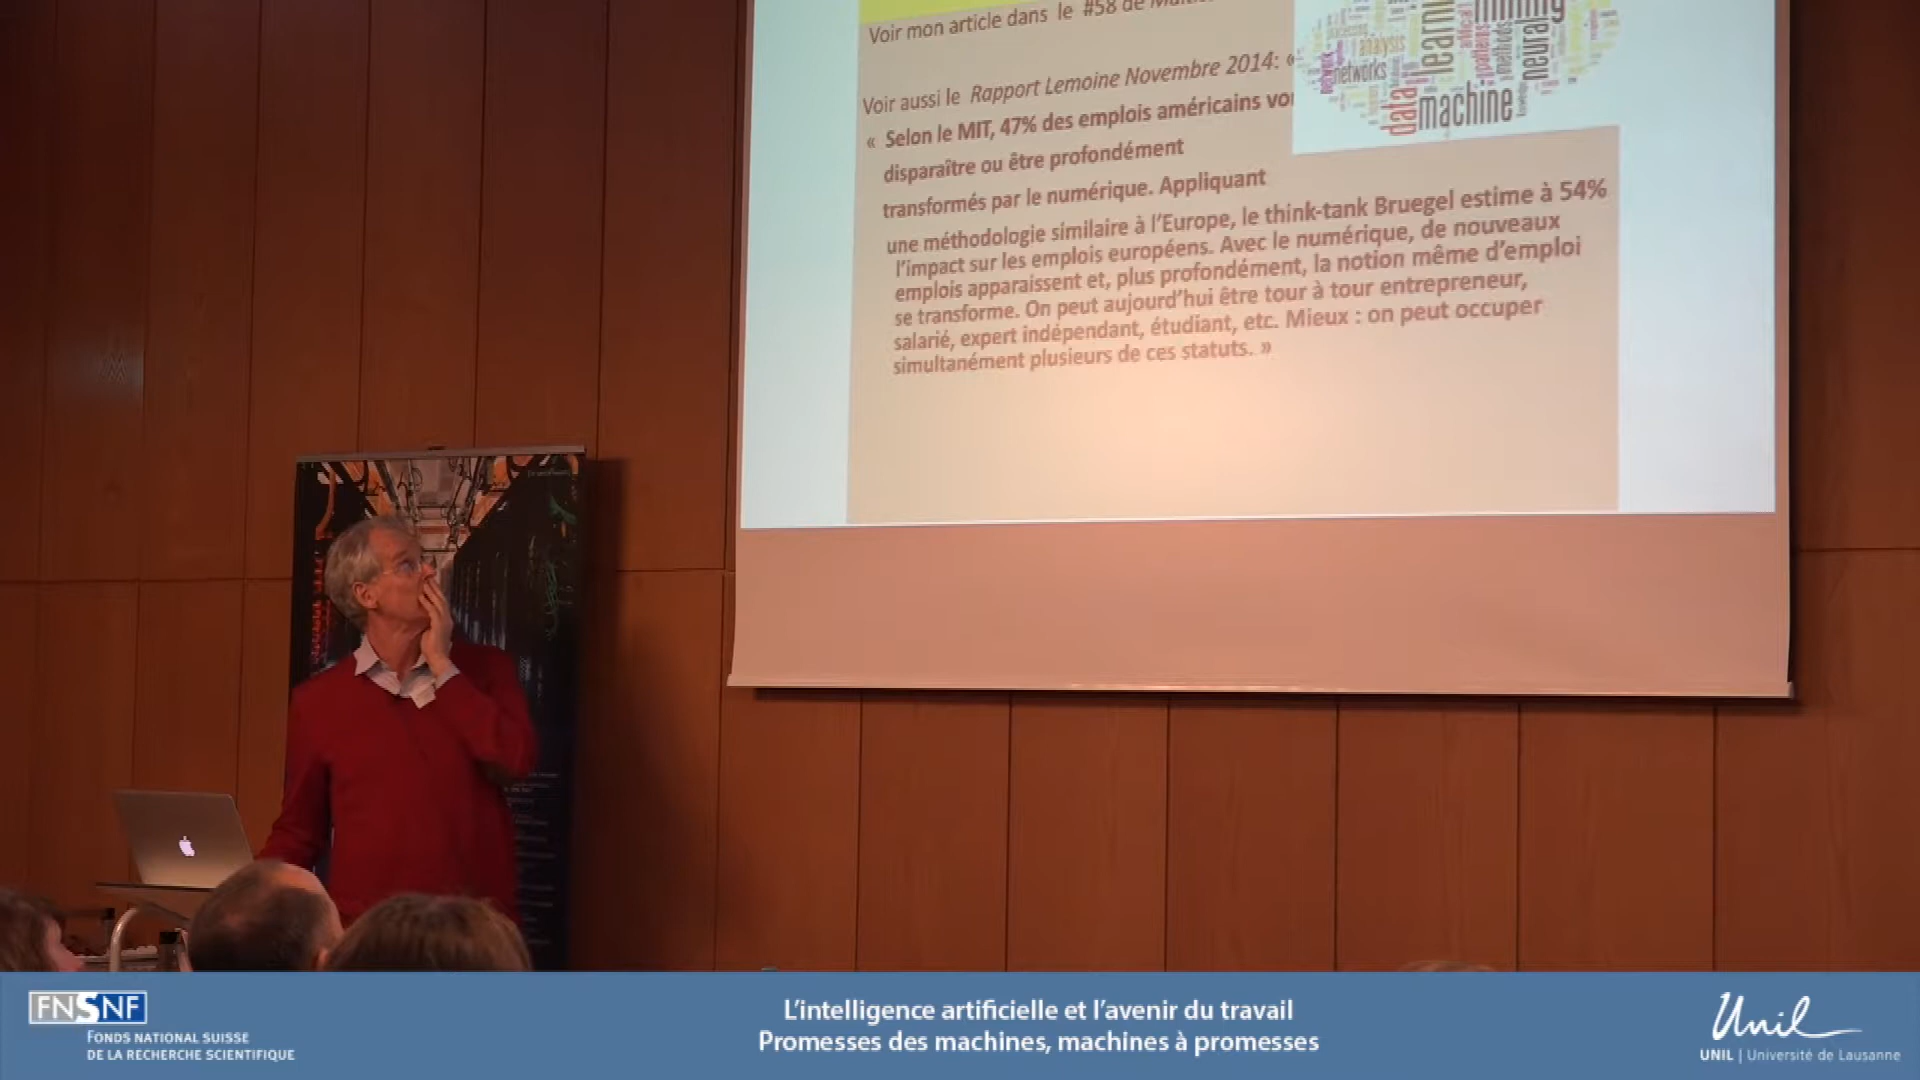 Voir mon article dans le #58 de
Voir aussi le Rapport Lemoine Novembre 2014: «
« Selon le MIT, 47% des emplois américains
disparaître ou être profondément
transformés par le numérique. Appliquant
une méthodologie similaire à l’Europe, le think-tank Bruegel estime à 54%
l’impact sur les emplois européens. Avec le numérique, de nouveaux
emplois apparaissent et, plus profondément, la notion même d’emploi
se transforme. On peut aujourd’hui être tour à tour entrepreneur,
salarié, expert indépendant, étudiant, etc. Mieux : on peut occuper
simultanément plusieurs de ces statuts. »
analysis
networks
data
machine
methods
neural
FNSNF
FONDS NATIONAL SUISSE
DE LA RECHERCHE SCIENTIFIQUE
L’intelligence artificielle et l’avenir du travail
Promesses des machines, machines à promesses
Unil
UNIL | Université de Lausanne